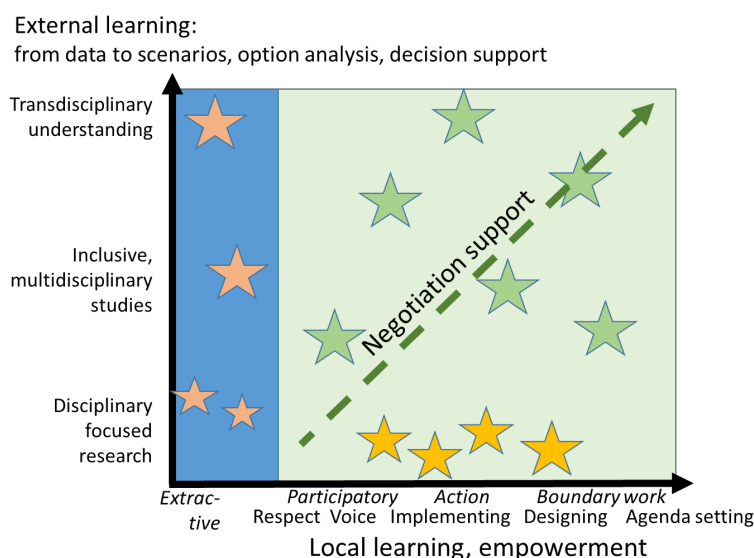 External learning:
from data to scenarios, option analysis, decision support
Transdisciplinary
understanding
Inclusive,
multidisciplinary
studies
Disciplinary
focused
research
Negotiation support
Extrac-
tive
Participatory
Action
Boundary work
Respect Voice Implementing Designing Agenda setting
Local learning, empowerment